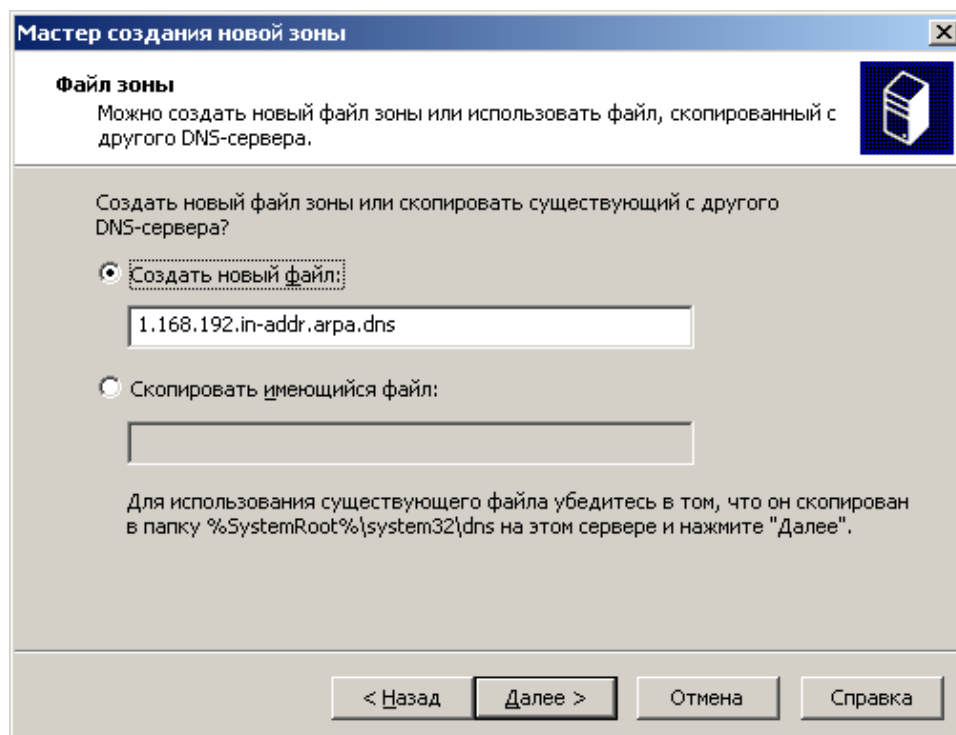 Мастер создания новой зоны
Файл зоны
Можно создать новый файл зоны или использовать файл, скопированный с
другого DNS-сервера.
Создать новый файл зоны или скопировать существующий с другого
DNS-сервера?
Создать новый файл:
1.168.192.in-addr.arpa.dns
Скопировать имеющийся файл:
Для использования существующего файла убедитесь в том, что он скопирован
в папку %SystemRoot%\system32\dns на этом сервере и нажмите "Далее".
< Назад Далее > Отмена Справка